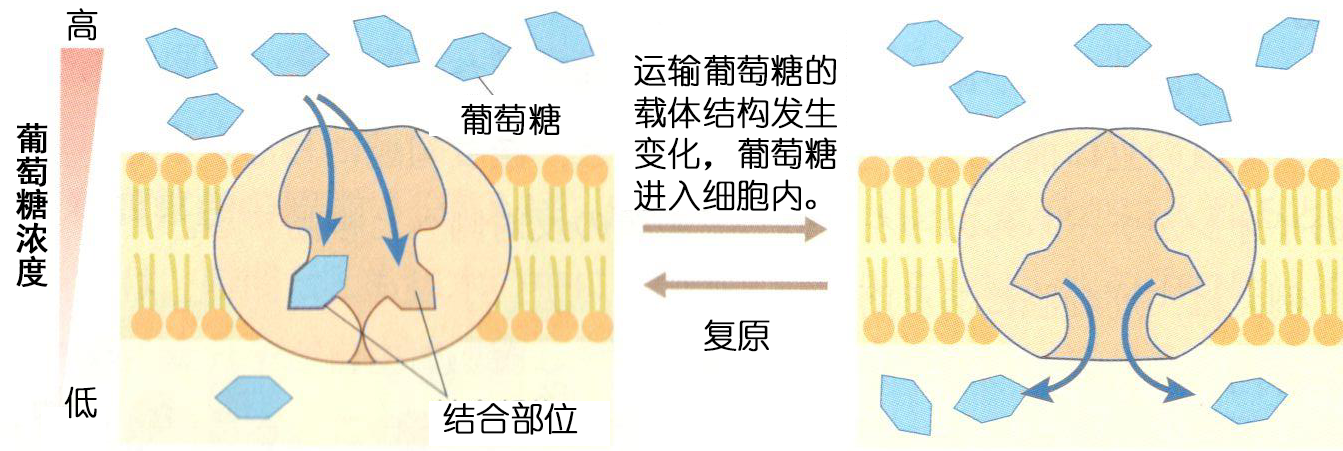 高
葡萄糖浓度
低
葡萄糖
结合部位
运输葡萄糖的
载体结构发生
变化，葡萄糖
进入细胞内。
复原